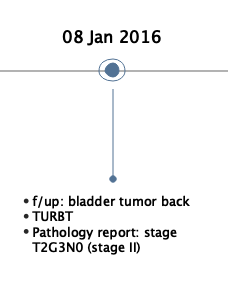 08 Jan 2016
• f/up: bladder tumor back
• TURBT
• Pathology report: stage
T2G3N0 (stage II)